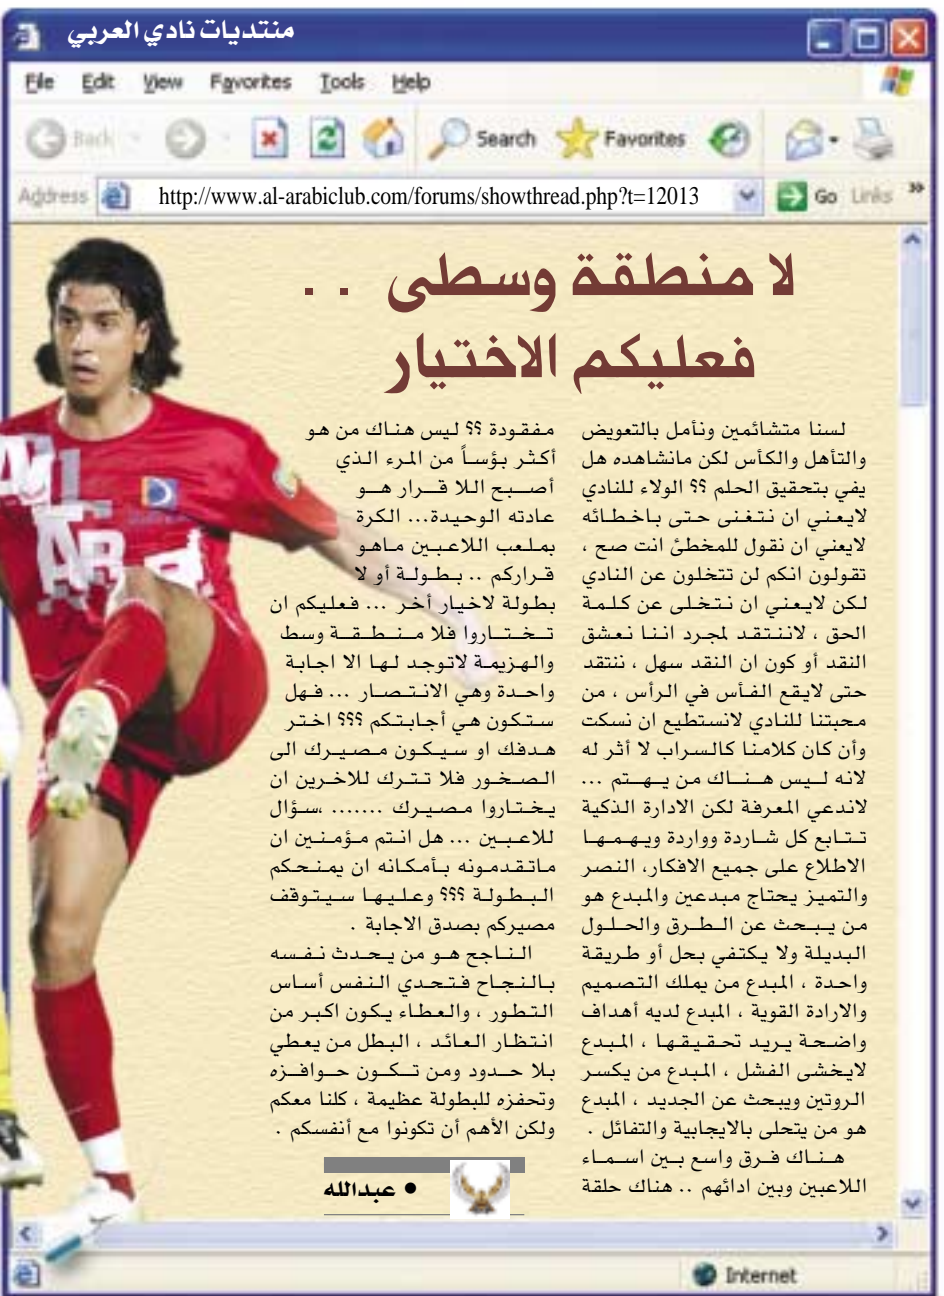 منتديات نادي العربي
File Edit View Favorites Tools Help
Back Search Favorites
Address http://www.al-arabiclub.com/forums/showthread.php?t=12013 Go Links »
لا منطقة وسطى ..
فعليكم الاختيار
لسنا متشائمين ونأمل بالتعويض
والتأهل والكأس لكن مانشاهده هل
يفي بتحقيق الحلم ؟؟ الولاء للنادي
لايعني ان نتغنى حتى باخطائه
لايعني ان نقول للمخطئ انت صح ،
تقولون انكم لن تتخلون عن النادي
لكن لايعني ان نتخلى عن كلمة
الحق ، لاننتقد لمجرد اننا نعشق
النقد أو كون ان النقد سهل ، ننتقد
حتى لايقع الفأس في الرأس ، من
محبتنا للنادي لانستطيع ان نسكت
وأن كان كلامنا كالسراب لا أثر له
لانه ليس هناك من يهتم ...
لاندعي المعرفة لكن الادارة الذكية
تتابع كل شاردة وواردة ويهمها
الاطلاع على جميع الافكار، النصر
والتميز يحتاج مبدعين والمبدع هو
من يبحث عن الطرق والحلول
البديلة ولا يكتفي بحل أو طريقة
واحدة ، المبدع من يملك التصميم
والارادة القوية ، المبدع لديه أهداف
واضحة يريد تحقيقها ، المبدع
لايخشى الفشل ، المبدع من يكسر
الروتين ويبحث عن الجديد ، المبدع
هو من يتحلى بالايجابية والتفائل .
هناك فرق واسع بين اسماء
اللاعبين وبين ادائهم .. هناك حلقة
مفقودة ؟؟ ليس هناك من هو
أكثر بؤساً من المرء الذي
أصبح اللا قرار هو
عادته الوحيدة... الكرة
بملعب اللاعبين ماهو
قراركم .. بطولة أو لا
بطولة لاخيار أخر ... فعليكم ان
تختاروا فلا منطقة وسط
والهزيمة لاتوجد لها الا اجابة
واحدة وهي الانتصار ... فهل
ستكون هي أجابتكم ؟؟؟ اختر
هدفك او سيكون مصيرك الى
الصخور فلا تترك للاخرين ان
يختاروا مصيرك ....... ،سؤال
للاعبين ... هل انتم مؤمنين ان
ماتقدمونه بأمكانه ان يمنحكم
البطولة ؟؟؟ وعليها سيتوقف
مصيركم بصدق الاجابة .
الناجح هو من يحدث نفسه
بالنجاح فتحدي النفس أساس
التطور ، والعطاء يكون اكبر من
انتظار العائد ، البطل من يعطي
بلا حدود ومن تكون حوافزه
وتحفزه للبطولة عظيمة ، كلنا معكم
ولكن الأهم أن تكونوا مع أنفسكم .
• عبدالله
Internet